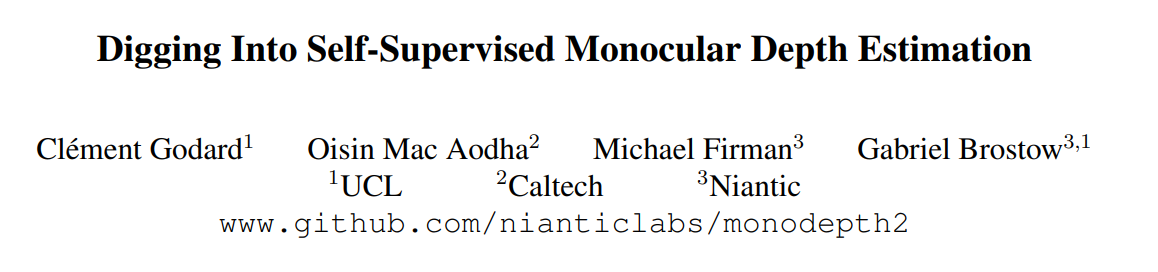 Digging Into Self-Supervised Monocular Depth Estimation
Clément Godard¹ Oisin Mac Aodha² Michael Firman³ Gabriel Brostow³,¹
¹UCL ²Caltech ³Niantic
www.github.com/nianticlabs/monodepth2